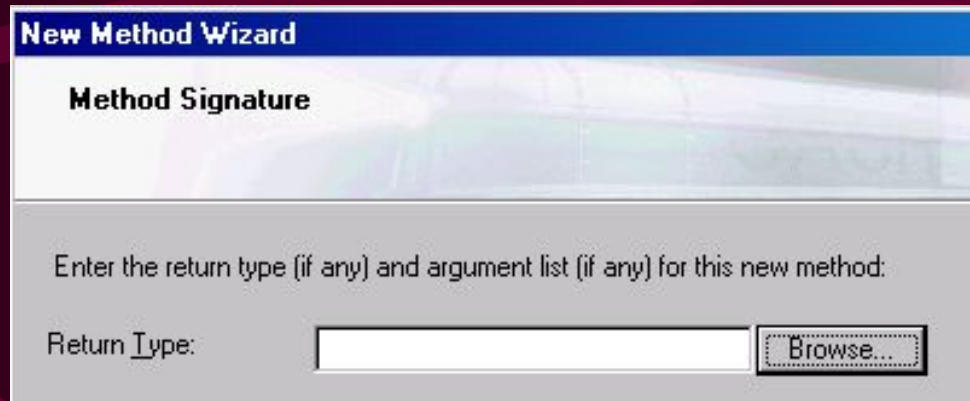 New Method Wizard
Method Signature
Enter the return type (if any) and argument list (if any) for this new method:
Return Type:
Browse...